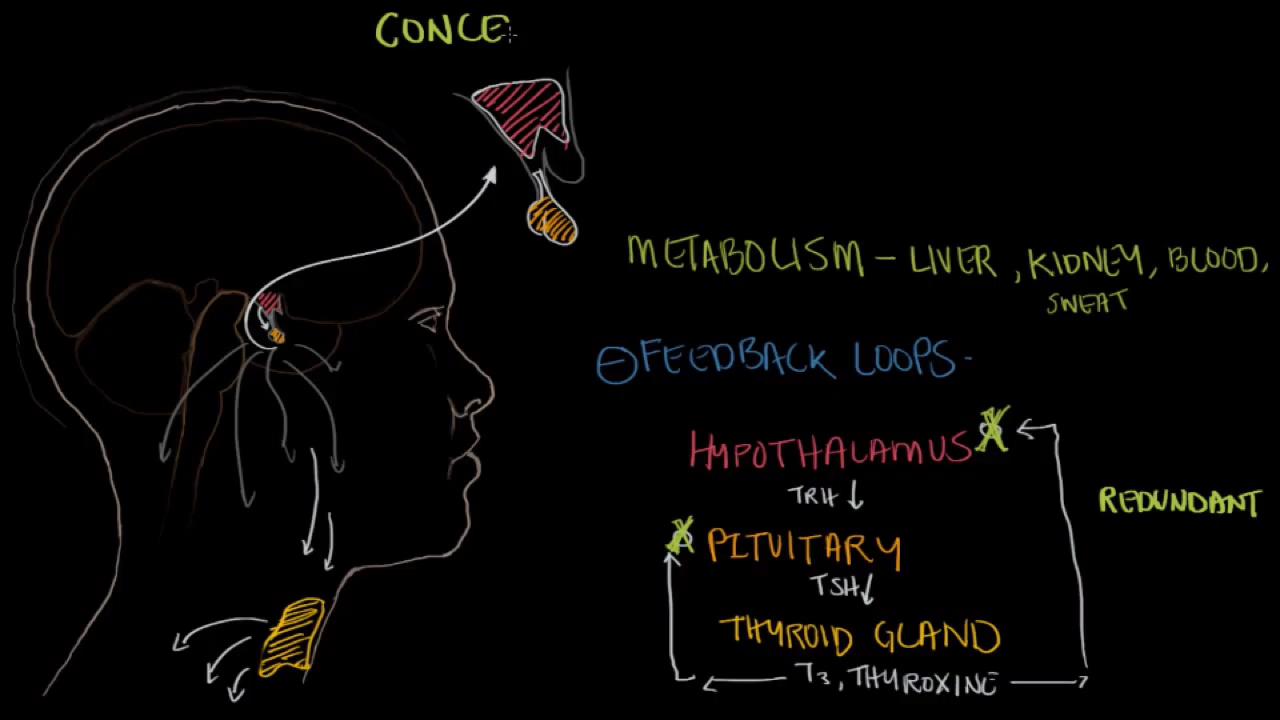 CONCE
METABOLISM - LIVER, KIDNEY, BLOOD,
SWEAT
⊖ FEEDBACK LOOPS-
HYPOTHALAMUS
TRH ↓
REDUNDANT
PITUITARY
TSH ↓
THYROID GLAND
T3, THYROXINE